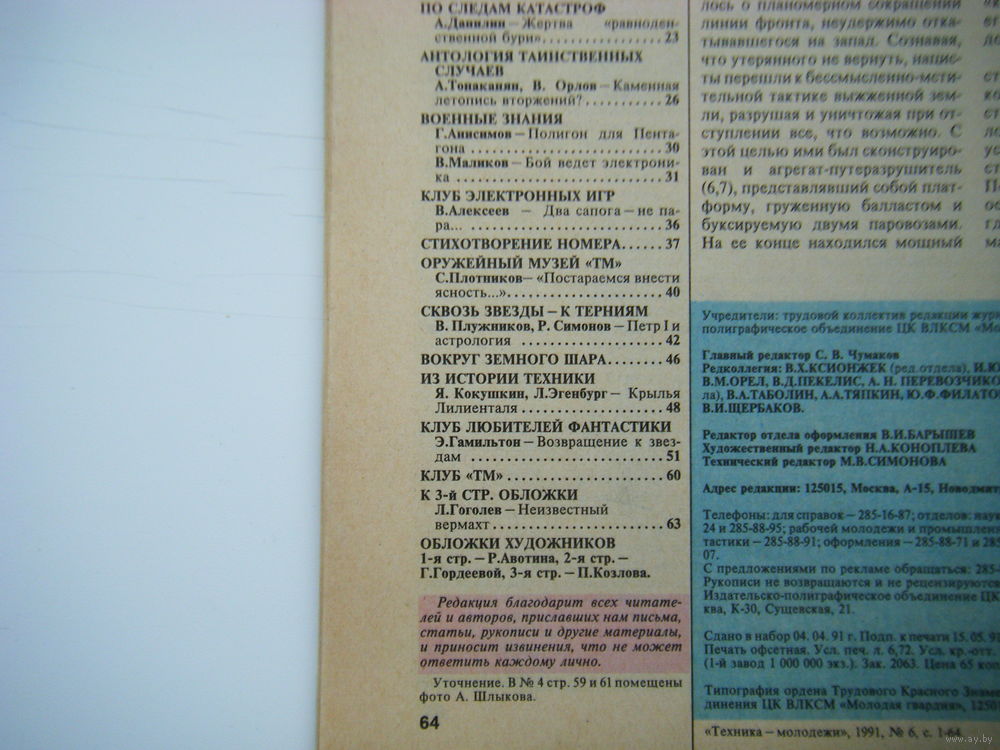 ПО СЛЕДАМ КАТАСТРОФ
А.Данилин — Жертва «равноден-
ственной бури»..................23
АНТОЛОГИЯ ТАИНСТВЕННЫХ
СЛУЧАЕВ
А.Тонаканян, В. Орлов — Каменная
летопись вторжений?...........26
ВОЕННЫЕ ЗНАНИЯ
Г.Анисимов — Полигон для Пента-
гона..........................30
В.Маликов — Бой ведет электрони-
ка............................31
КЛУБ ЭЛЕКТРОННЫХ ИГР
В.Алексеев — Два сапога — не па-
ра............................36
СТИХОТВОРЕНИЕ НОМЕРА......37
ОРУЖЕЙНЫЙ МУЗЕЙ «ТМ»
С.Плотников— «Постараемся внести
ясность...»......................40
СКВОЗЬ ЗВЕЗДЫ — К ТЕРНИЯМ
В. Плужников, Р. Симонов — Петр I и
астрология....................42
ВОКРУГ ЗЕМНОГО ШАРА........46
ИЗ ИСТОРИИ ТЕХНИКИ
Я. Кокушкин, Л.Эгенбург — Крылья
Лилиенталя....................48
КЛУБ ЛЮБИТЕЛЕЙ ФАНТАСТИКИ
Э.Гамильтон — Возвращение к звез-
дам...........................51
КЛУБ «ТМ»....................60
К 3-й СТР. ОБЛОЖКИ
Л.Гоголев — Неизвестный
вермахт.......................63
ОБЛОЖКИ ХУДОЖНИКОВ
1-я стр. — Р.Авотина, 2-я стр. —
Г.Гордеевой, 3-я стр. — П.Козлова.
Редакция благодарит всех читате-
лей и авторов, приславших нам письма,
статьи, рукописи и другие материалы,
и приносит извинения, что не может
ответить каждому лично.
Уточнение. В № 4 стр. 59 и 61 помещены
фото А. Шлыкова.
64
лось о планомерном сокращении
линии фронта, неудержимо отка-
тывавшегося на запад. Сознавая,
что утерянного не вернуть, нацис-
ты перешли к бессмысленно-мсти-
тельной тактике выжженной зем-
ли, разрушая и уничтожая при от-
ступлении все, что возможно. С
этой целью ими был сконструиро-
ван и агрегат-путеразрушитель
(6,7), представлявший собой плат-
форму, груженную балластом и
буксируемую двумя паровозами.
На ее конце находился мощный
Учредители: трудовой коллектив редакции
полиграфическое объединение ЦК ВЛКСМ
Главный редактор С. В. Чумаков
Редколлегия: В.Х.КСИОНЖЕК (ред.отдела),
В.М.ОРЕЛ, В.Д.ПЕКЕЛИС, А. Н. ПЕРЕВОЗЧИКО
ла), В.А.ТАБОЛИН, А.А.ТЯПКИН, Ю.Ф.ФИЛАТО
В.И.ЩЕРБАКОВ.
Редактор отдела оформления В.И.БАРЫШЕВ
Художественный редактор Н.А.КОНОПЛЕВА
Технический редактор М.В.СИМОНОВА
Адрес редакции: 125015, Москва, А-15, Новодмит
Телефоны: для справок — 285-16-87; отделов: наук
24 и 285-88-95; рабочей молодежи и промышлен
тастики — 285-88-91; оформления — 285-88-71 и 285
07.
С предложениями по рекламе обращаться: 285-
Рукописи не возвращаются и не рецензируются
Издательско-полиграфическое объединение ЦК
ква, К-30, Сущевская, 21.
Сдано в набор 04. 04. 91 г. Подп. к печати 15. 05. 9
Печать офсетная. Усл. печ. л. 6,72. Усл. кр.-отт.
(1-й завод 1 000 000 экз.). Зак. 2063. Цена 65 коп
Типография ордена Трудового Красного Знаме
динения ЦК ВЛКСМ «Молодая гвардия», 1250
«Техника — молодежи», 1991, № 6, с. 1-64.
www.ay.by